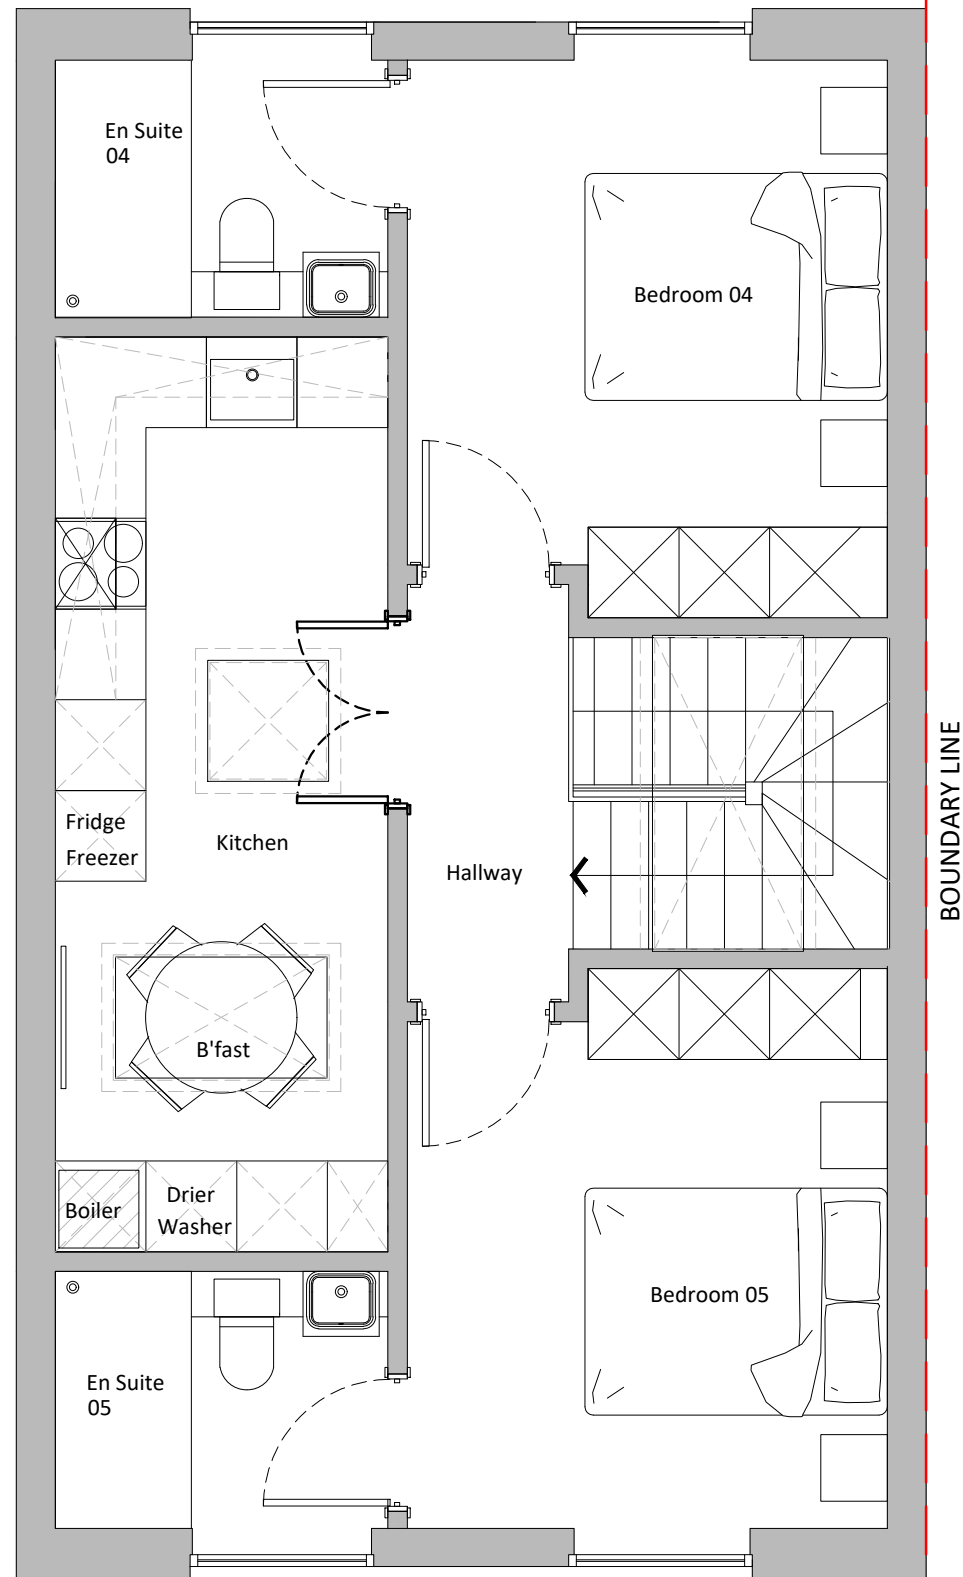 En Suite
04
Bedroom 04
Fridge
Freezer
Kitchen
Hallway
BOUNDARY LINE
B'fast
Boiler
Drier
Washer
Bedroom 05
En Suite
05